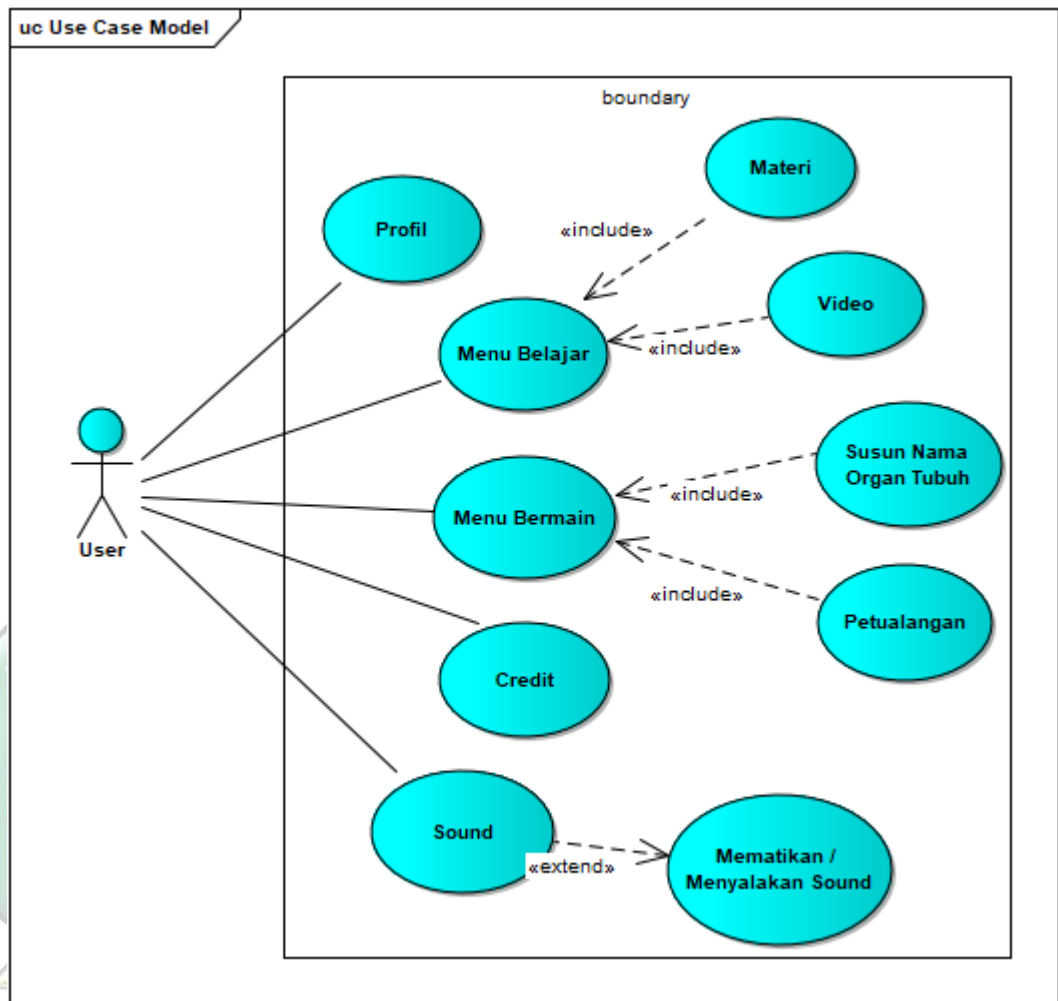 uc Use Case Model
boundary
Materi
Profil
«include»
Video
Menu Belajar
«include»
Susun Nama
Organ Tubuh
«include»
Menu Bermain
User
«include»
Petualangan
Credit
Sound
«extend»
Mematikan /
Menyalakan Sound